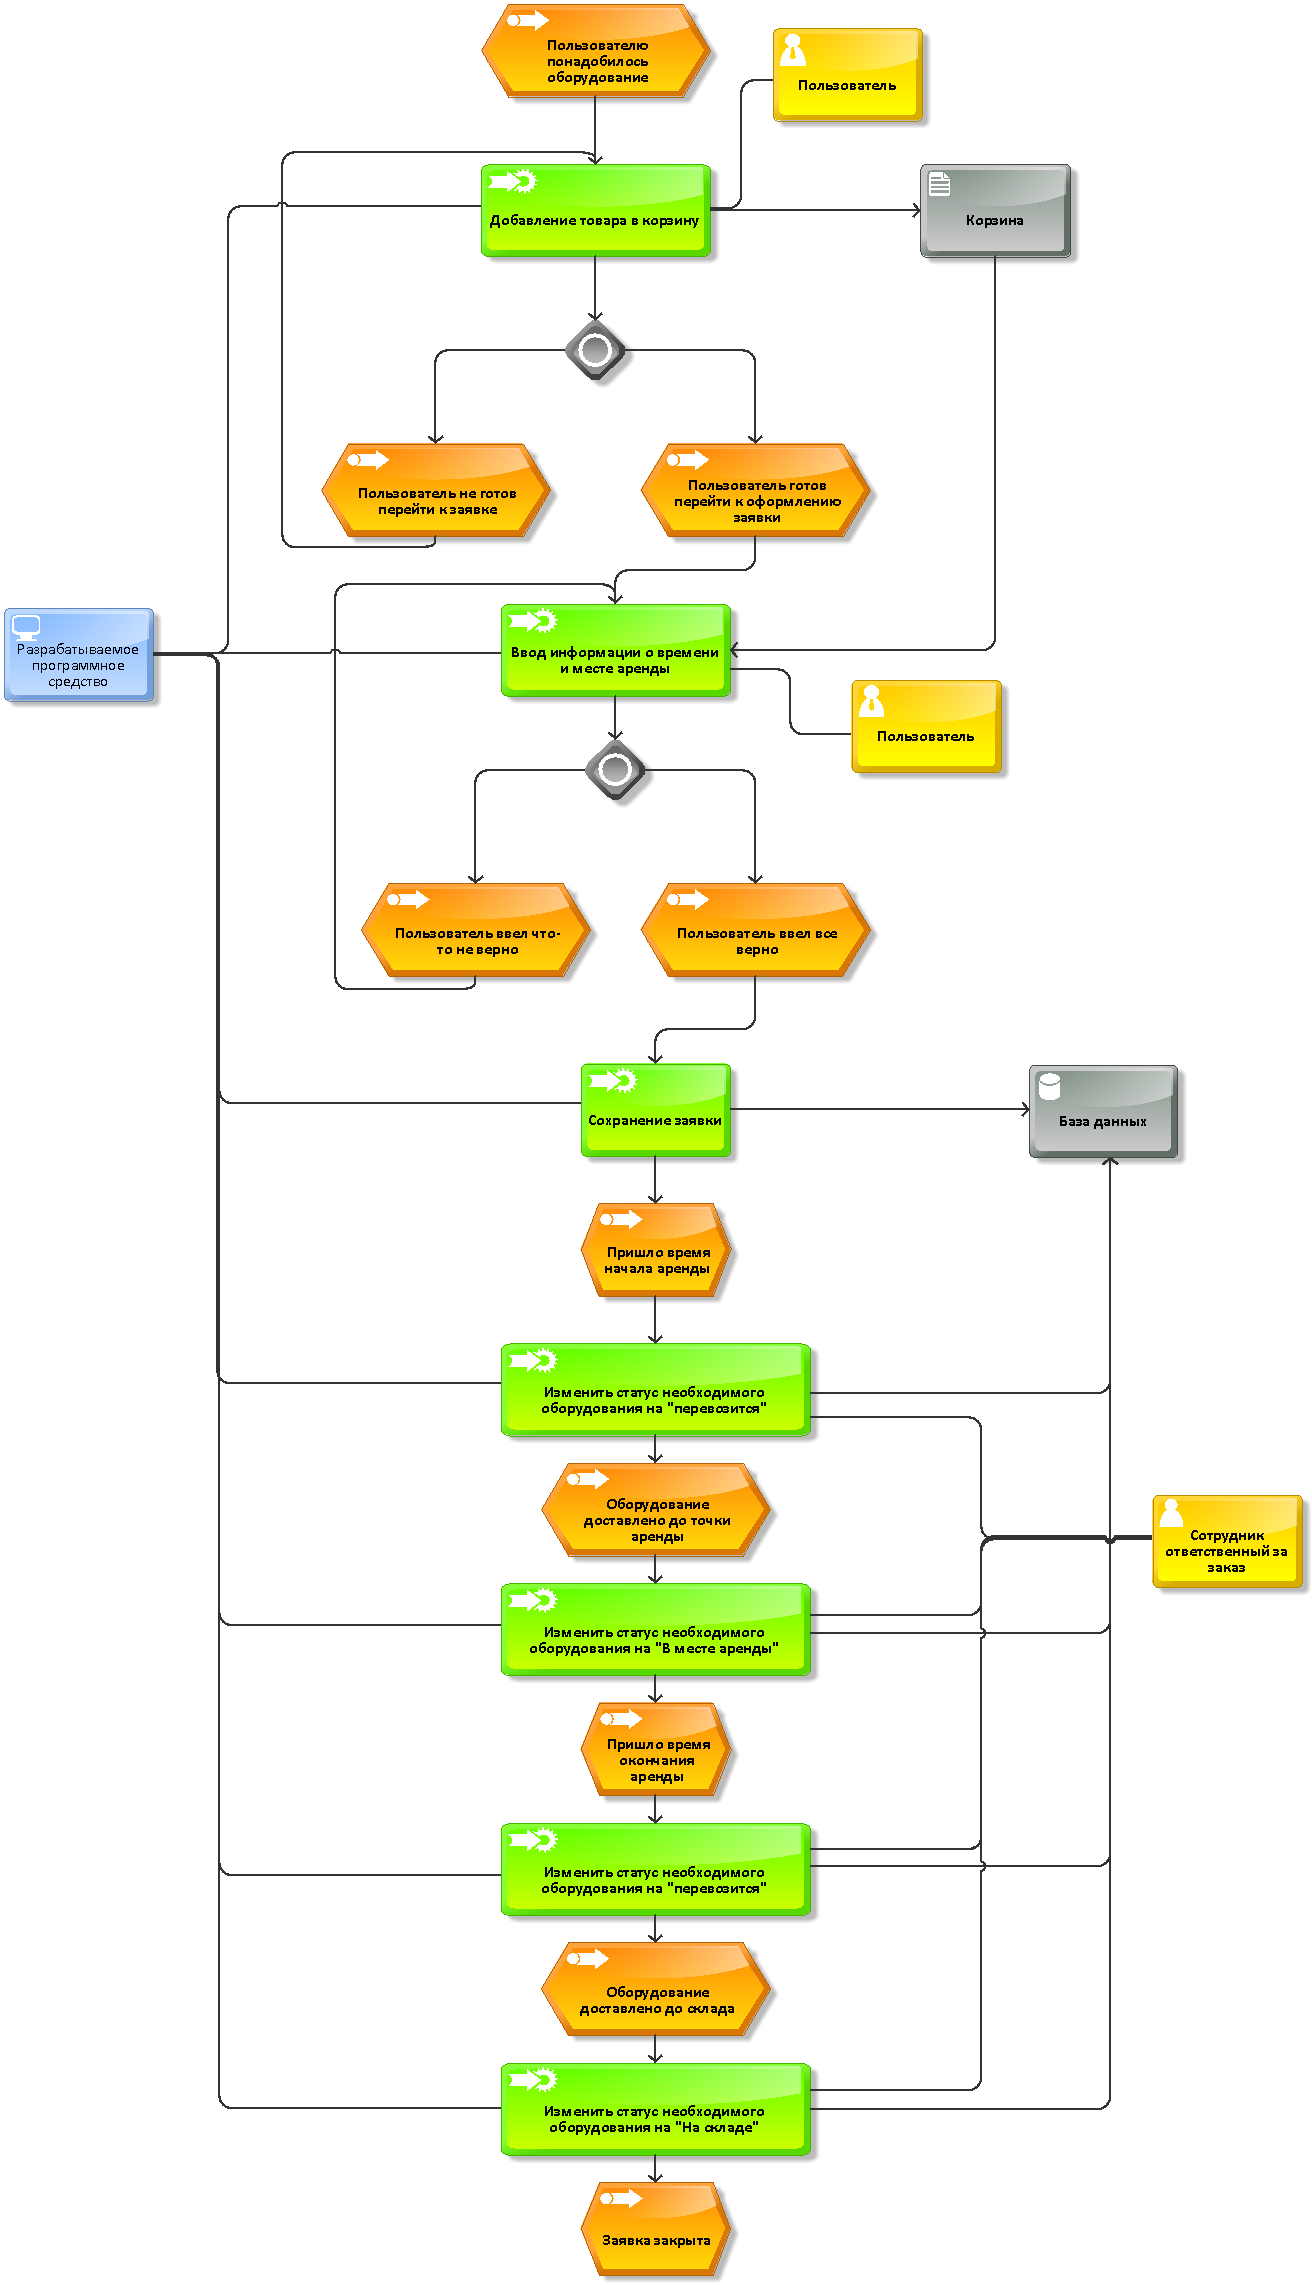 Пользователю
понадобилось
оборудование
Пользователь
Добавление товара в корзину
Корзина
Пользователь не готов
перейти к заявке
Пользователь готов
перейти к оформлению
заявки
Разрабатываемое
программное
средство
Ввод информации о времени
и месте аренды
Пользователь
Пользователь ввел что-
то не верно
Пользователь ввел все
верно
Сохранение заявки
База данных
Пришло время
начала аренды
Изменить статус необходимого
оборудования на "перевозится"
Оборудование
доставлено до точки
аренды
Сотрудник
ответственный за
заказ
Изменить статус необходимого
оборудования на "В месте аренды"
Пришло время
окончания
аренды
Изменить статус необходимого
оборудования на "перевозится"
Оборудование
доставлено до склада
Изменить статус необходимого
оборудования на "На складе"
Заявка закрыта